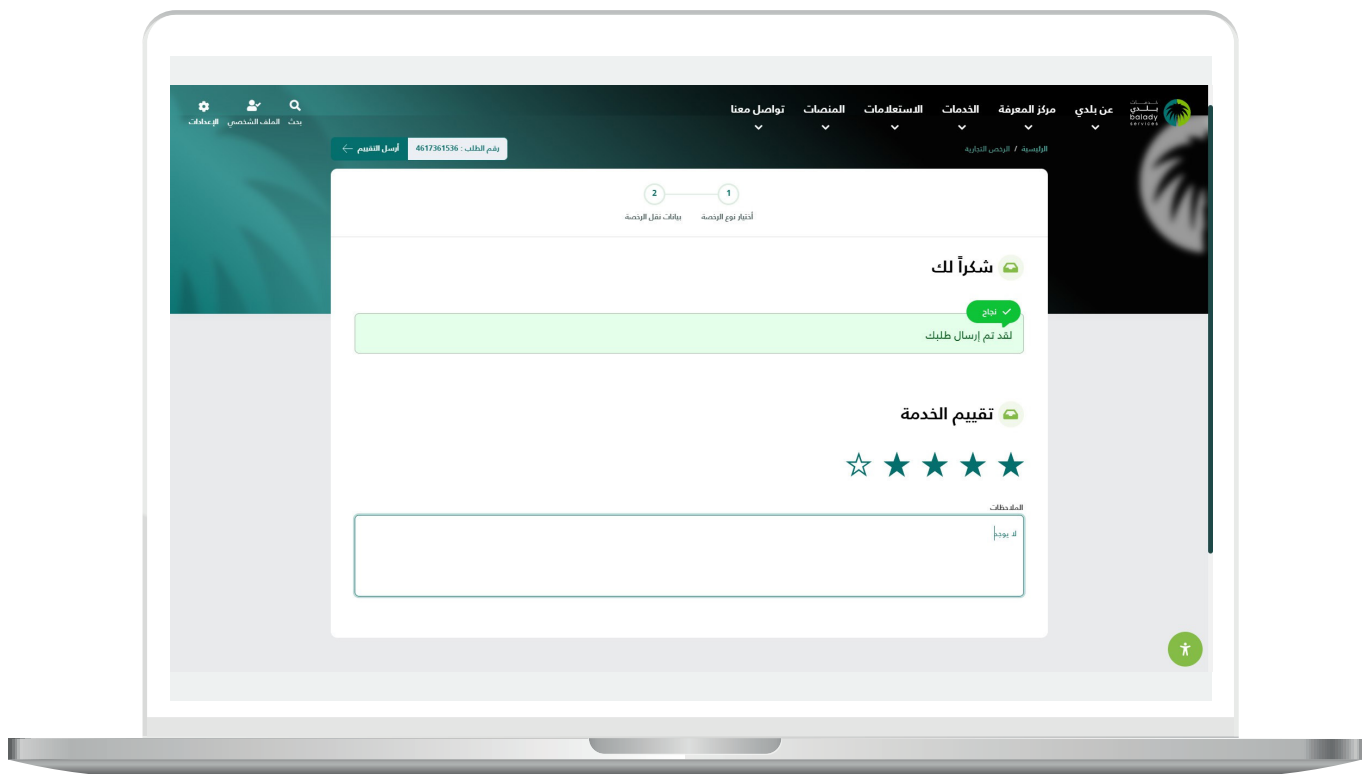 خدمات
بلدي
balady
services
عن بلدي
مركز المعرفة
الخدمات
الاستعلامات
المنصات
تواصل معنا
بحث
الملف الشخصي
الإعدادات
الرئيسية / الرخص التجارية
رقم الطلب : 4617361536
أرسل التقييم ←
1
أختيار نوع الرخصة
2
بيانات نقل الرخصة
شكراً لك
نجاح
لقد تم إرسال طلبك
تقييم الخدمة
الملاحظات
لا يوجد